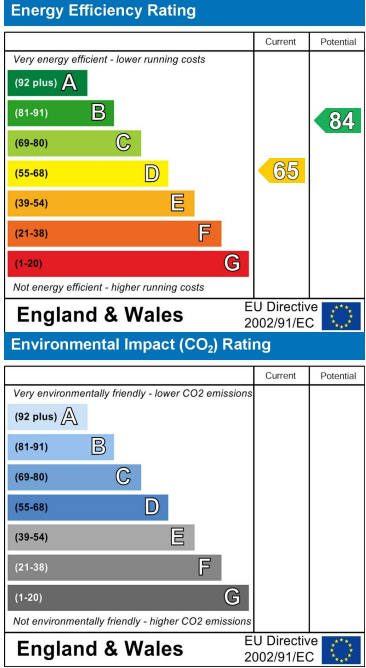 Energy Efficiency Rating
Current Potential
Very energy efficient - lower running costs
(92 plus) A
(81-91) B
(69-80) C
(55-68) D
(39-54) E
(21-38) F
(1-20) G
65
84
Not energy efficient - higher running costs
England & Wales
EU Directive
2002/91/EC
Environmental Impact (CO₂) Rating
Current Potential
Very environmentally friendly - lower CO2 emissions
(92 plus) A
(81-91) B
(69-80) C
(55-68) D
(39-54) E
(21-38) F
(1-20) G
Not environmentally friendly - higher CO2 emissions
England & Wales
EU Directive
2002/91/EC